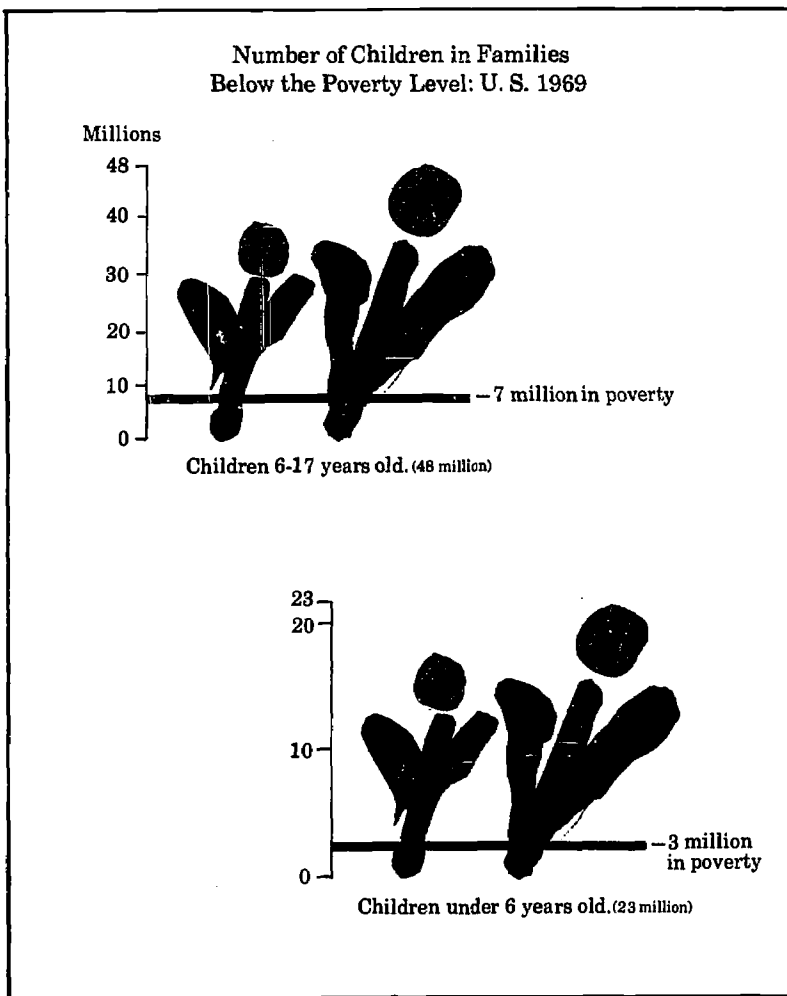 Number of Children in Families
Below the Poverty Level: U. S. 1969
Millions
48
40
30
20
10
0
– 7 million in poverty
Children 6-17 years old. (48 million)
23
20
10
0
– 3 million
in poverty
Children under 6 years old. (23 million)